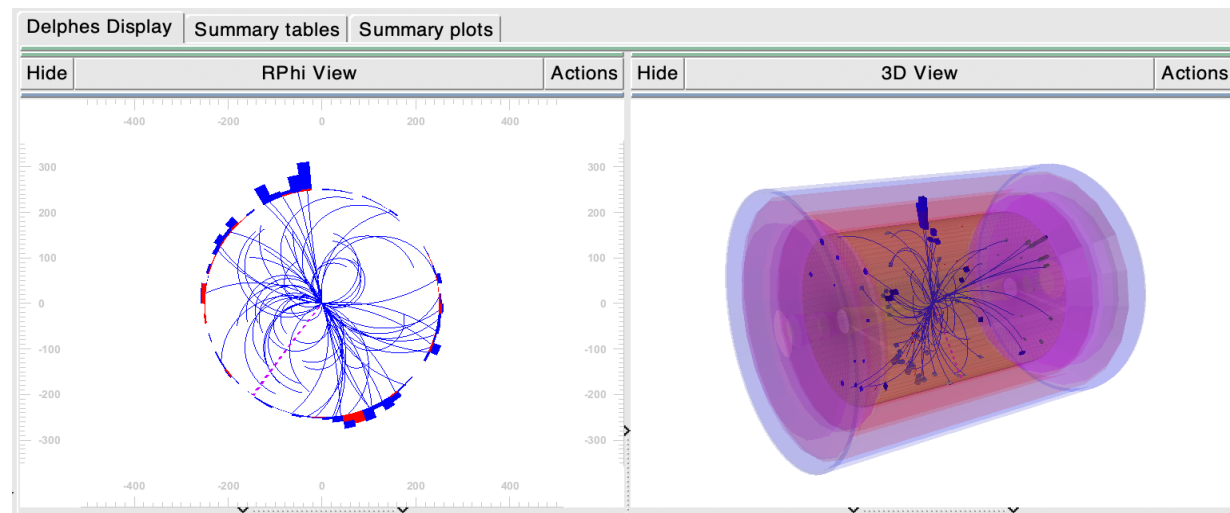 Delphes Display Summary tables Summary plots
Hide RPhi View Actions Hide 3D View Actions
-400 -200 0 200 400
300 300
200 200
100 100
0 0
-100 -100
-200 -200
-300 -300
-400 -200 0 200 400